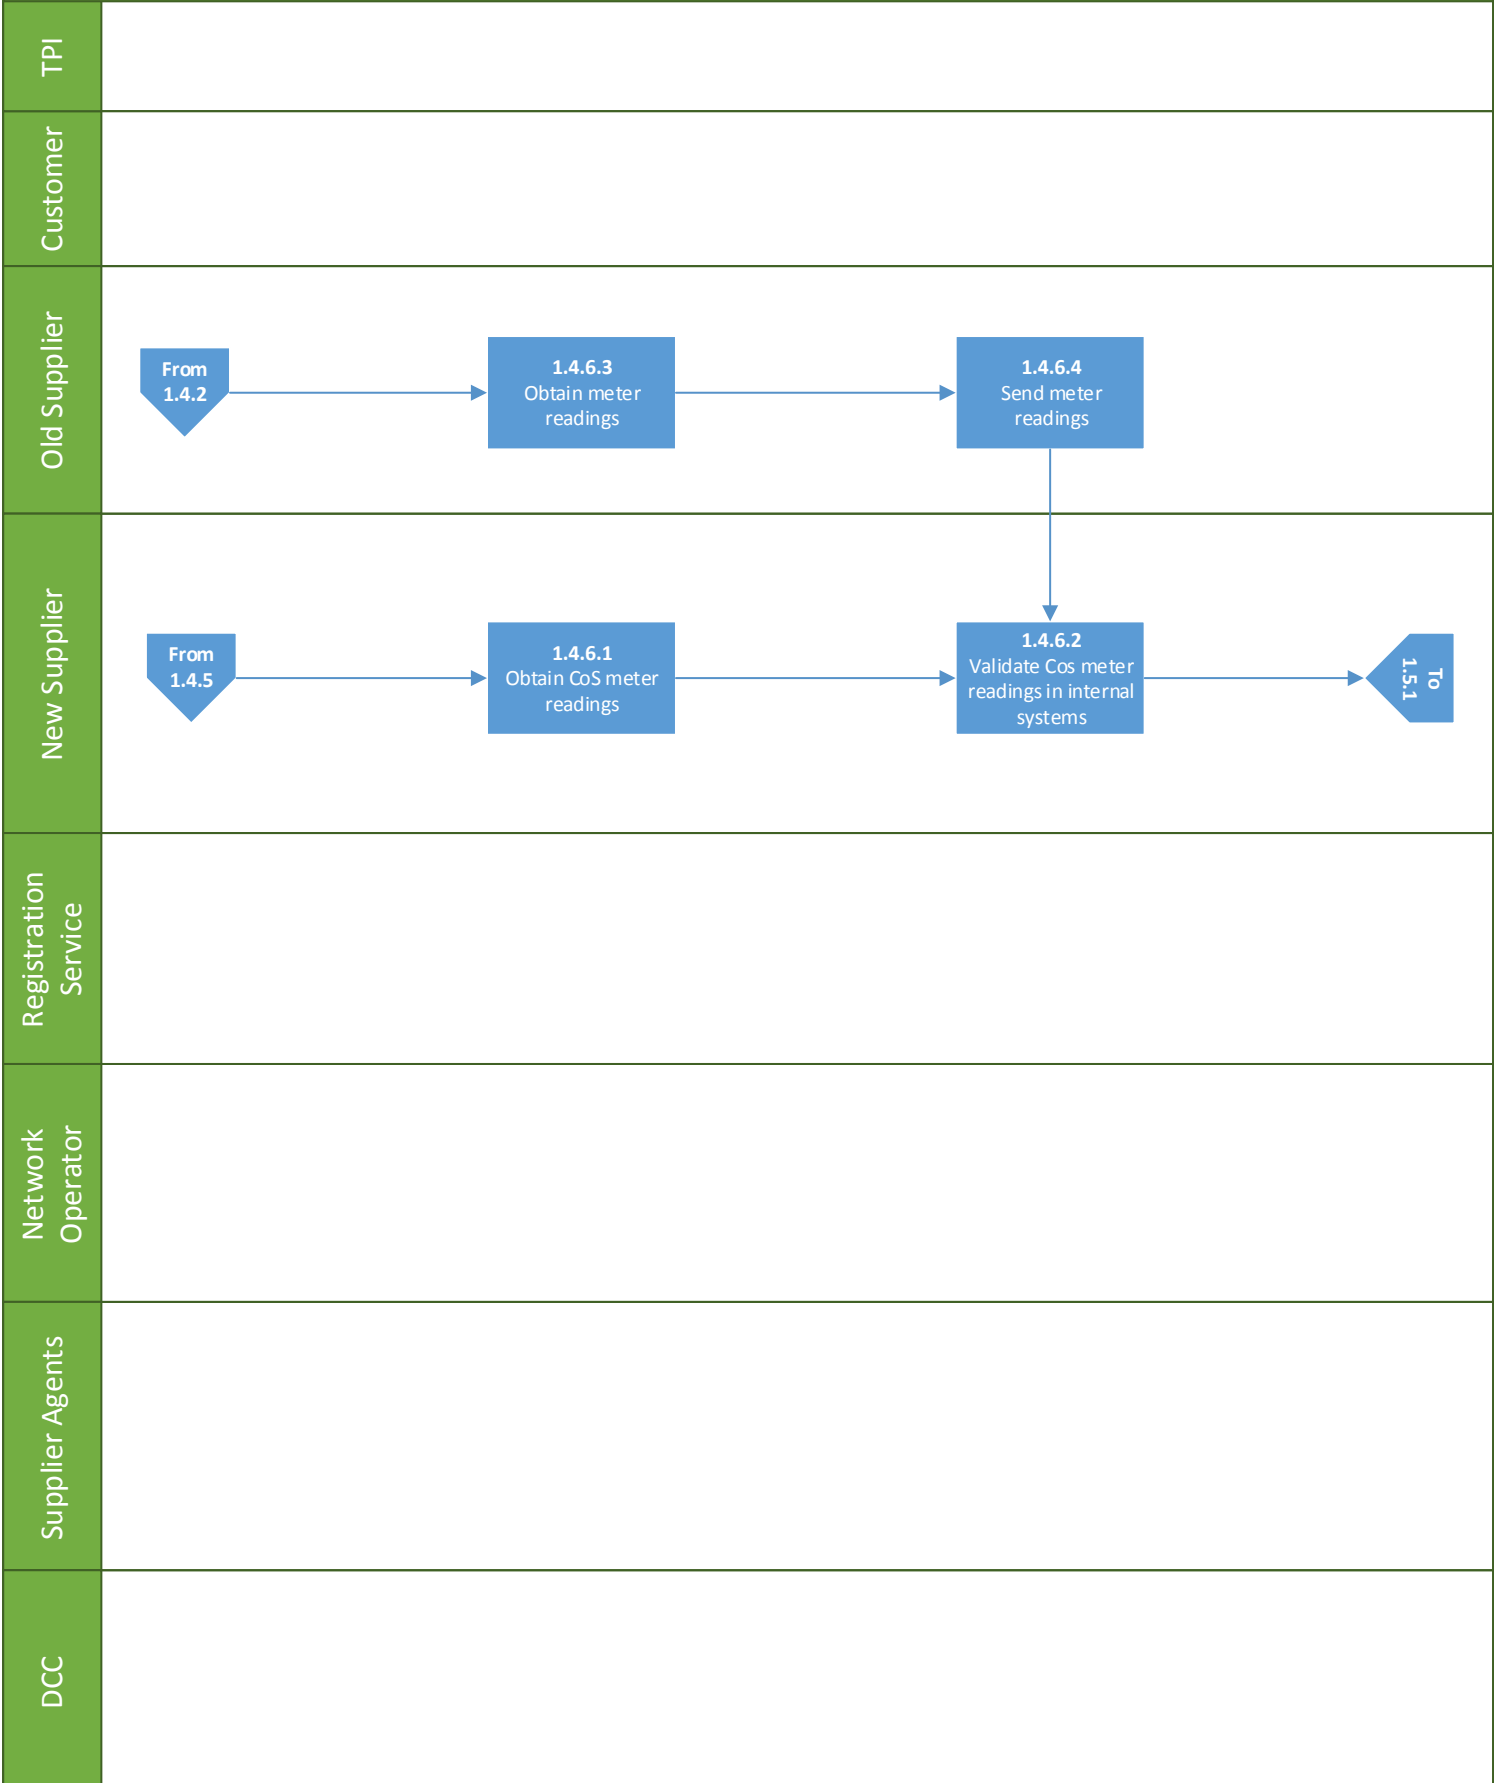 TPI
Customer
Old Supplier
From
1.4.2
1.4.6.3
Obtain meter
readings
1.4.6.4
Send meter
readings
New Supplier
From
1.4.5
1.4.6.1
Obtain CoS meter
readings
1.4.6.2
Validate Cos meter
readings in internal
systems
To
1.5.1
Registration
Service
Network
Operator
Supplier Agents
DCC